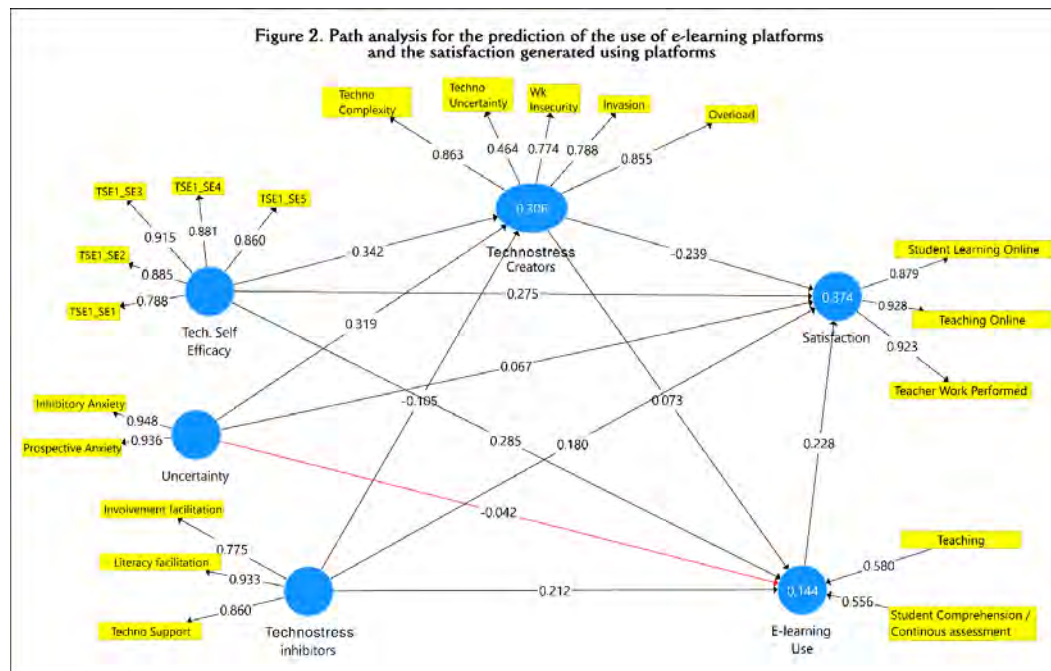 Figure 2. Path analysis for the prediction of the use of e-learning platforms
and the satisfaction generated using platforms
Techno
Complexity
Techno
Uncertainty
Wk
Insecurity
Invasion
Overload
0.863
0.464
0.774
0.788
0.855
0.306
Technostress
Creators
TSE1_SE3
TSE1_SE4
TSE1_SE5
TSE1_SE2
TSE1_SE1
0.915
0.881
0.860
0.885
0.788
Tech. Self
Efficacy
-0.342
0.275
0.319
0.067
-0.239
Student Learning Online
0.879
0.374
0.928
Teaching Online
Satisfaction
0.923
Teacher Work Performed
Inhibitory Anxiety
0.948
0.936
Prospective Anxiety
Uncertainty
-0.105
0.073
0.285
0.180
0.228
-0.042
Involvement facilitation
0.775
Literacy facilitation
0.933
0.860
Techno Support
Technostress
inhibitors
0.212
0.144
E-learning
Use
Teaching
0.580
0.556
Student Comprehension /
Continous assessment